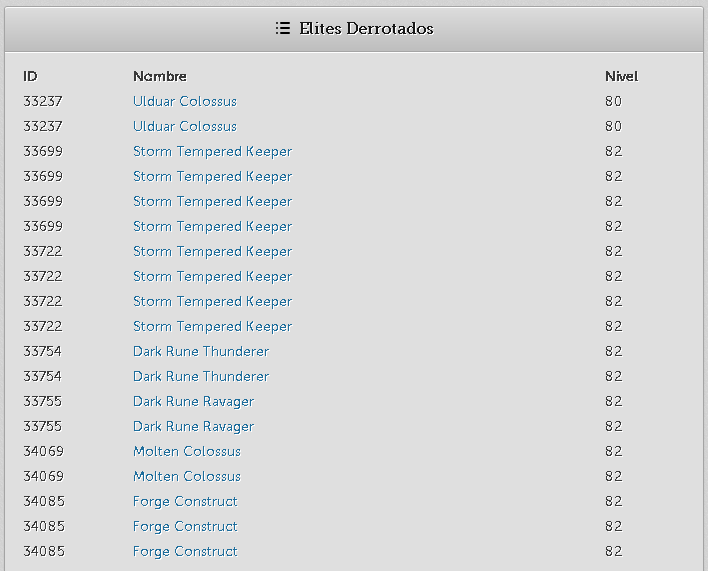 Elites Derrotados
ID Nombre Nivel
33237 Ulduar Colossus 80
33237 Ulduar Colossus 80
33699 Storm Tempered Keeper 82
33699 Storm Tempered Keeper 82
33699 Storm Tempered Keeper 82
33699 Storm Tempered Keeper 82
33722 Storm Tempered Keeper 82
33722 Storm Tempered Keeper 82
33722 Storm Tempered Keeper 82
33722 Storm Tempered Keeper 82
33754 Dark Rune Thunderer 82
33754 Dark Rune Thunderer 82
33755 Dark Rune Ravager 82
33755 Dark Rune Ravager 82
34069 Molten Colossus 82
34069 Molten Colossus 82
34085 Forge Construct 82
34085 Forge Construct 82
34085 Forge Construct 82